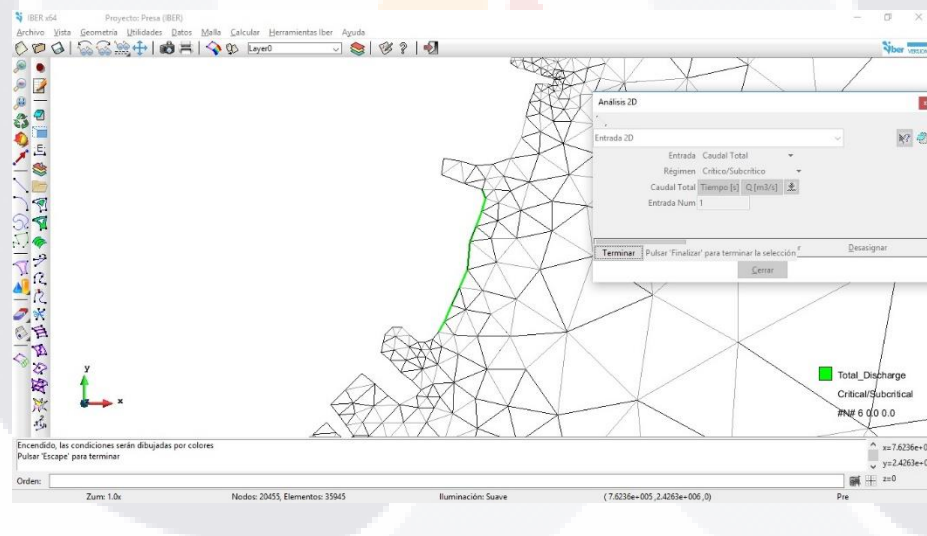 IBER x64 Proyecto: Presa (IBER)
Archivo Vista Geometría Utilidades Datos Malla Calcular Herramientas Iber Ayuda
Layer0
Iber
Análisis 2D
Entrada 2D
Entrada Caudal Total
Régimen Crítico/Subcrítico
Caudal Total Tiempo [s] Q [m3/s]
Entrada Num 1
Desasignar
Terminar Pulsar 'Finalizar' para terminar la selección
Cerrar
y
x
Total_Discharge
Critical/Subcritical
#N# 6 0.0 0.0
Encendido, las condiciones serán dibujadas por colores
Pulsar 'Escape' para terminar
x=7.6236e+0
y=2.4263e+0
z=0
Orden:
Zum: 1.0x Nodos: 20455, Elementos: 35945 Iluminación: Suave (7.6236e+005,2.4263e+006,0) Pre